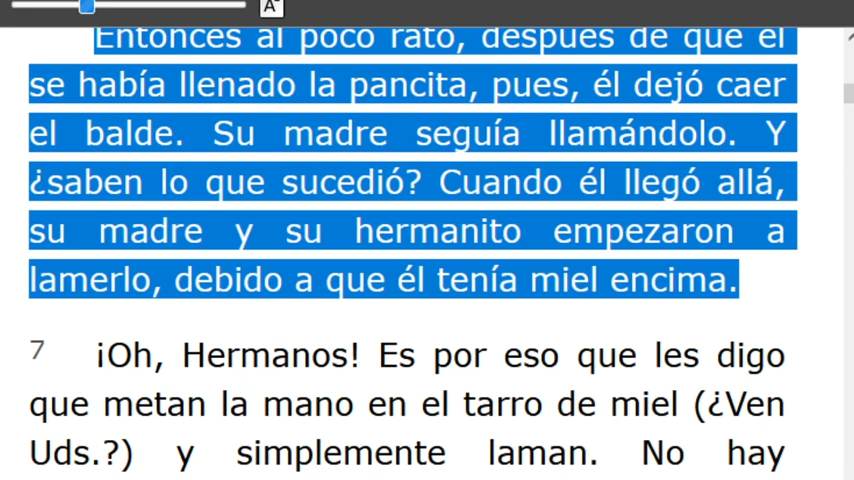 A
Entonces al poco rato, después de que él
se había llenado la pancita, pues, él dejó caer
el balde. Su madre seguía llamándolo. Y
¿saben lo que sucedió? Cuando él llegó allá,
su madre y su hermanito empezaron a
lamerlo, debido a que él tenía miel encima.
7 ¡Oh, Hermanos! Es por eso que les digo
que metan la mano en el tarro de miel (¿Ven
Uds.?) y simplemente laman. No hay